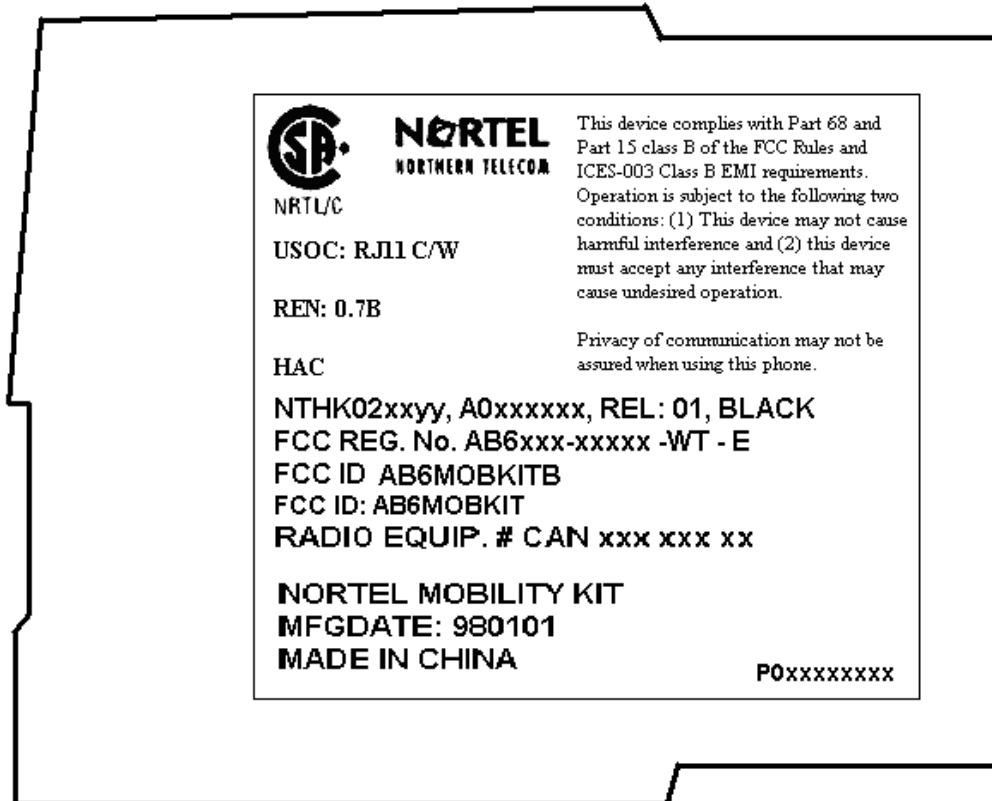 SA
NRTL/C
NORTEL
NORTHERN TELECOM
This device complies with Part 68 and
Part 15 class B of the FCC Rules and
ICES-003 Class B EMI requirements.
Operation is subject to the following two
conditions: (1) This device may not cause
harmful interference and (2) this device
must accept any interference that may
cause undesired operation.
Privacy of communication may not be
assured when using this phone.
USOC: RJ11 C/W
REN: 0.7B
HAC
NTHK02xxyy, A0xxxxxx, REL: 01, BLACK
FCC REG. No. AB6xxx-xxxxx -WT - E
FCC ID AB6MOBKITB
FCC ID: AB6MOBKIT
RADIO EQUIP. # CAN xxx xxx xx
NORTEL MOBILITY KIT
MFGDATE: 980101
MADE IN CHINA
P0xxxxxxxx